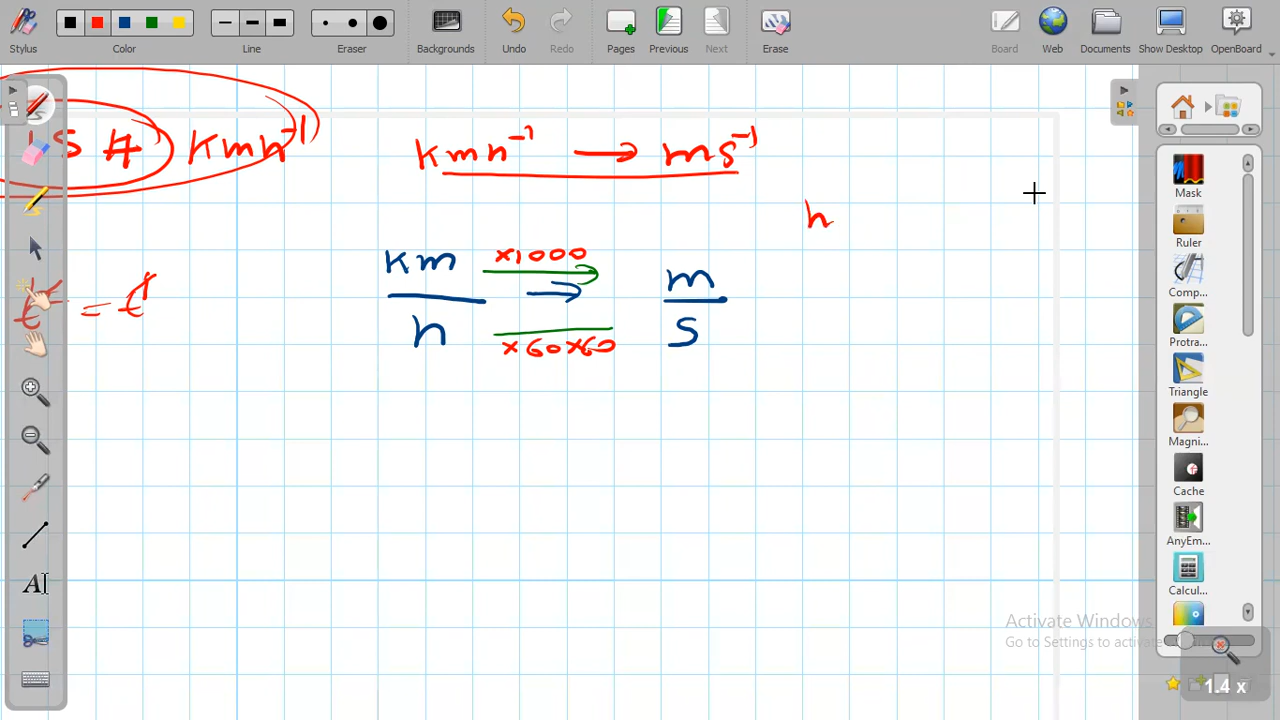 Stylus Color Line Eraser Backgrounds Undo Redo Pages Previous Next Erase Board Web Documents Show Desktop OpenBoard
s # kmh⁻¹
kmh⁻¹ → ms⁻¹
h
km ×1000 m
h ×60×60 s
=
Mask
Ruler
Comp...
Protra...
Triangle
Magni...
Cache
AnyEm...
Calcul...
AI
Activate Windows
Go to Settings to activate
1.4 x